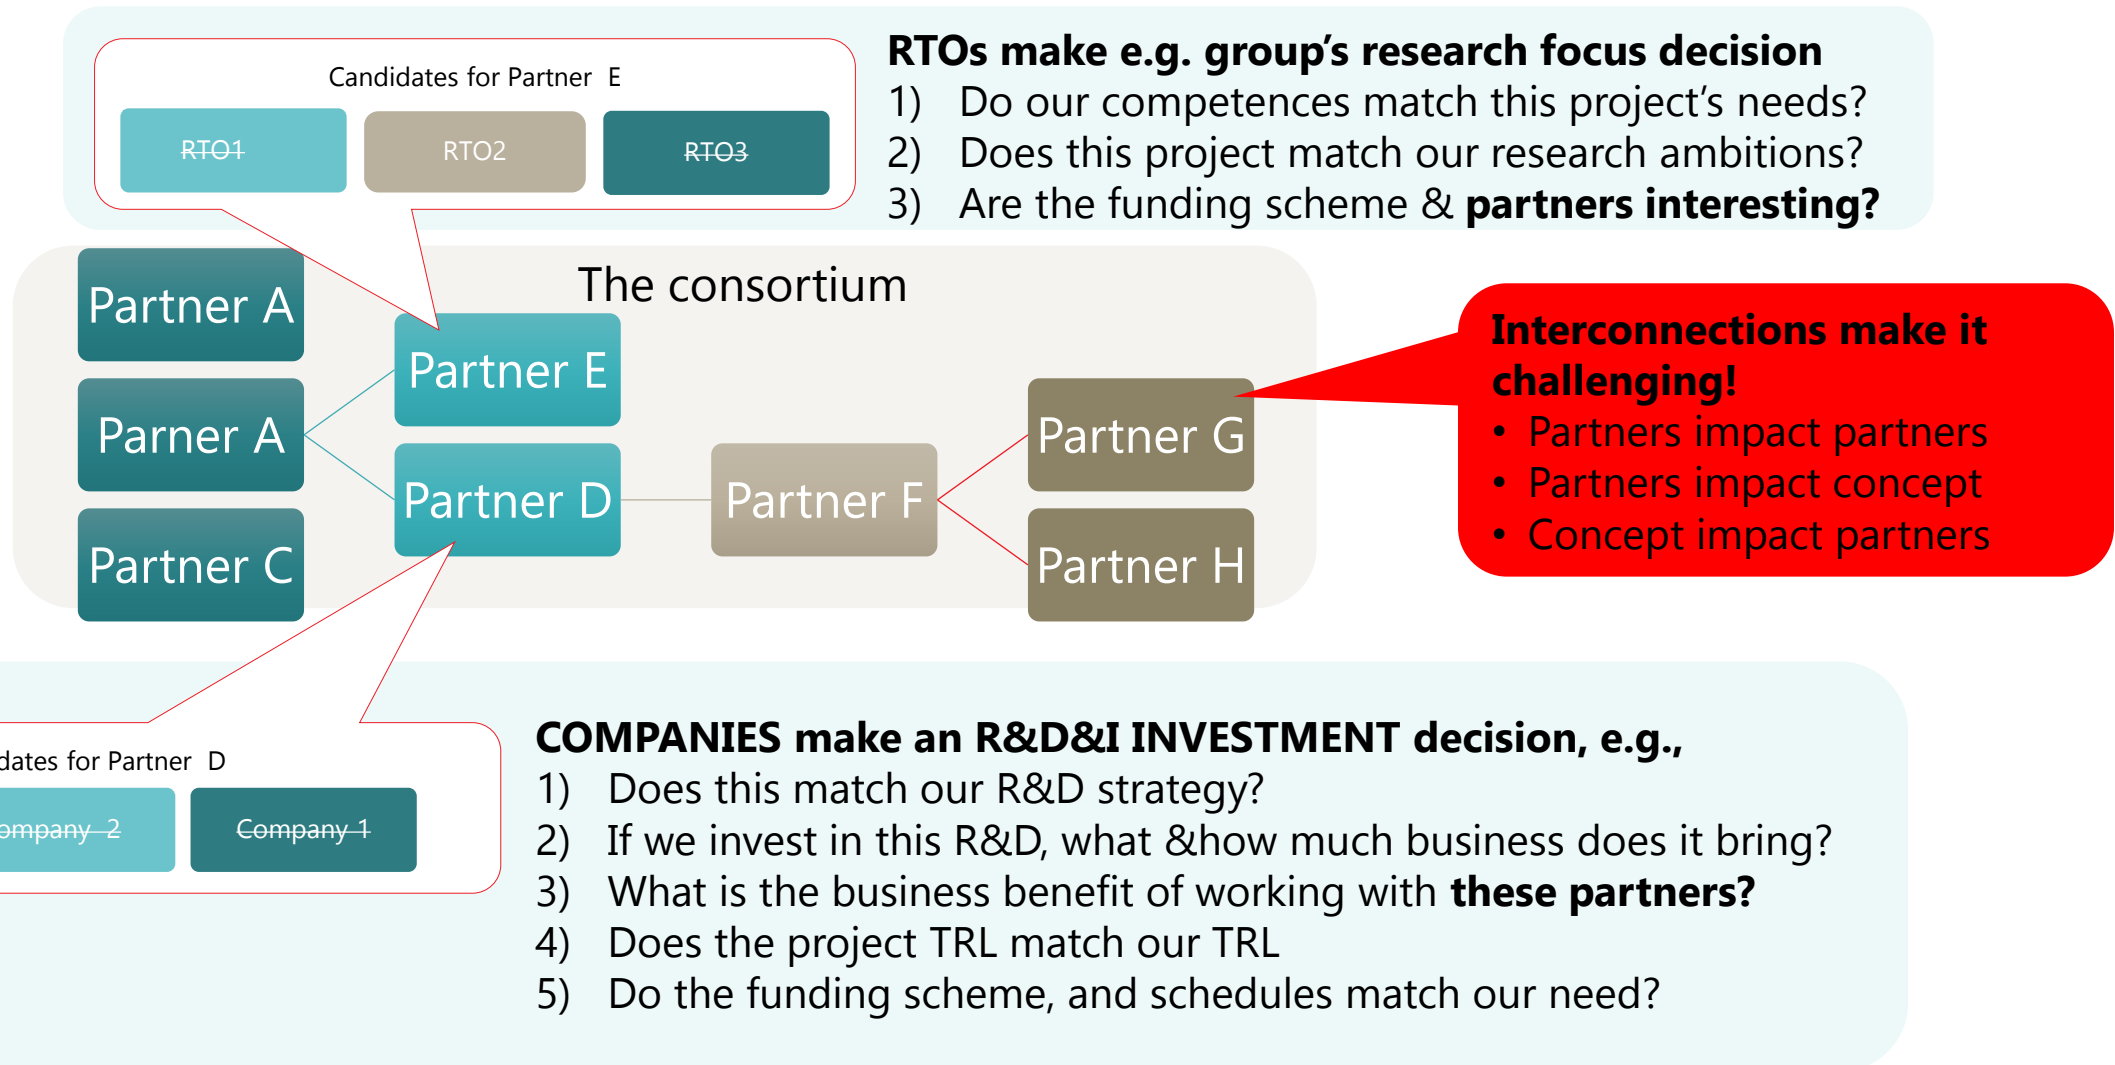 Candidates for Partner E
RTO1
RTO2
RTO3
RTOs make e.g. group's research focus decision
1) Do our competences match this project's needs?
2) Does this project match our research ambitions?
3) Are the funding scheme & partners interesting?
The consortium
Partner A
Parner A
Partner C
Partner E
Partner D
Partner F
Partner G
Partner H
Interconnections make it
challenging!
• Partners impact partners
• Partners impact concept
• Concept impact partners
dates for Partner D
ompany 2
Company 1
COMPANIES make an R&D&I INVESTMENT decision, e.g.,
1) Does this match our R&D strategy?
2) If we invest in this R&D, what &how much business does it bring?
3) What is the business benefit of working with these partners?
4) Does the project TRL match our TRL
5) Do the funding scheme, and schedules match our need?